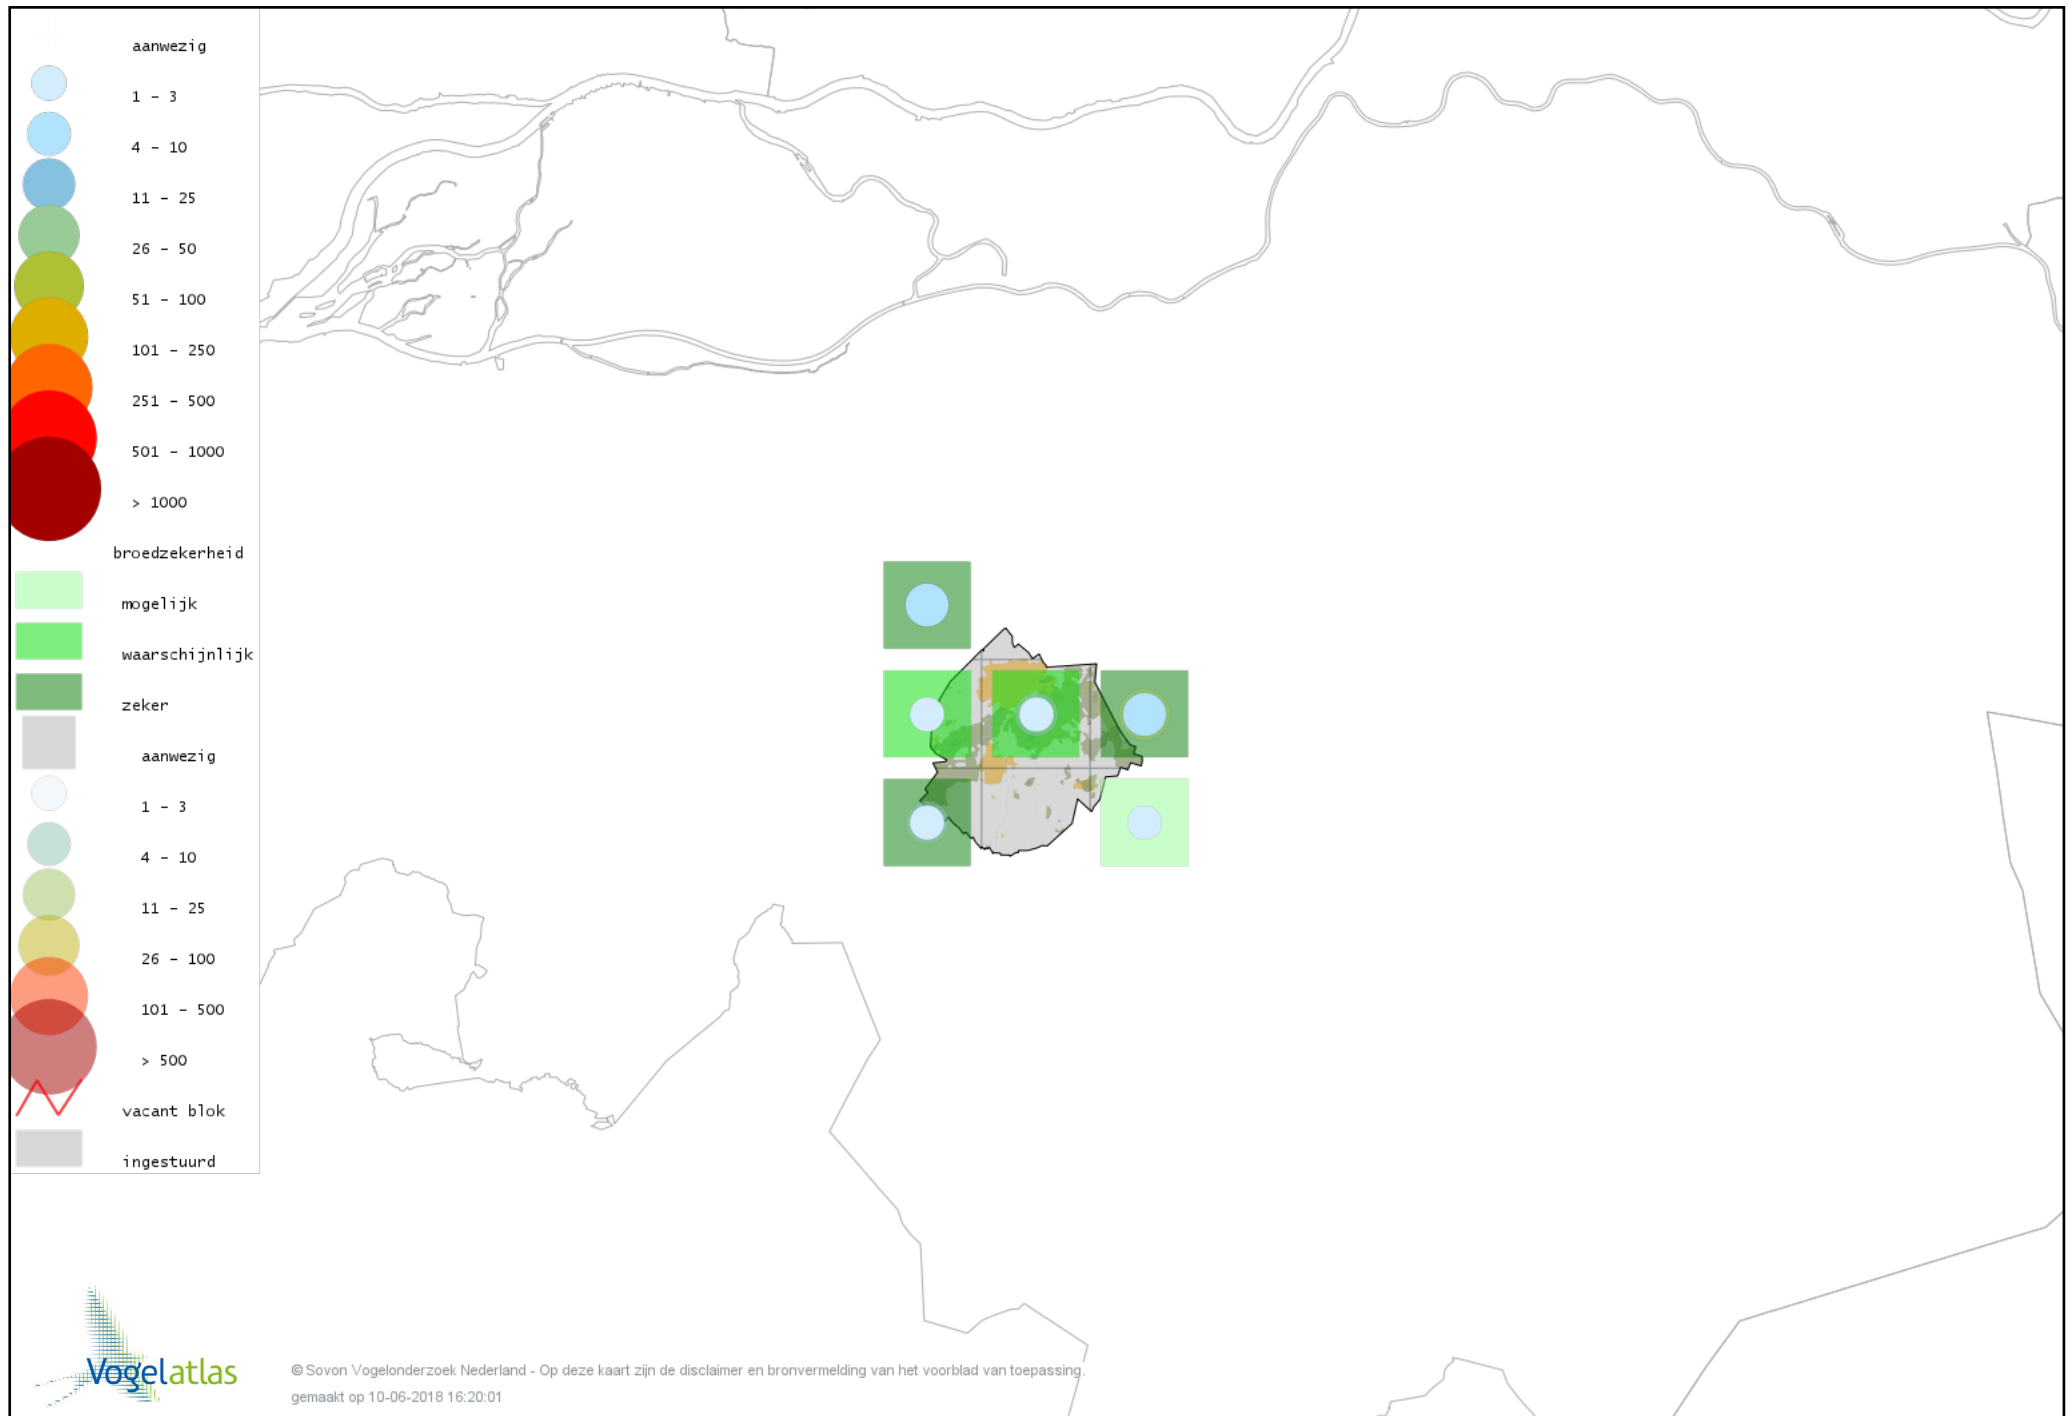 aanwezig
1 - 3
4 - 10
11 - 25
26 - 50
51 - 100
101 - 250
251 - 500
501 - 1000
> 1000
broedzekerheid
mogelijk
waarschijnlijk
zeker
aanwezig
1 - 3
4 - 10
11 - 25
26 - 100
101 - 500
> 500
vacant blok
ingestuurd
Vogelatlas
© Sovon Vogelonderzoek Nederland - Op deze kaart zijn de disclaimer en bronvermelding van het voorblad van toepassing.
gemaakt op 10-06-2018 16:20:01